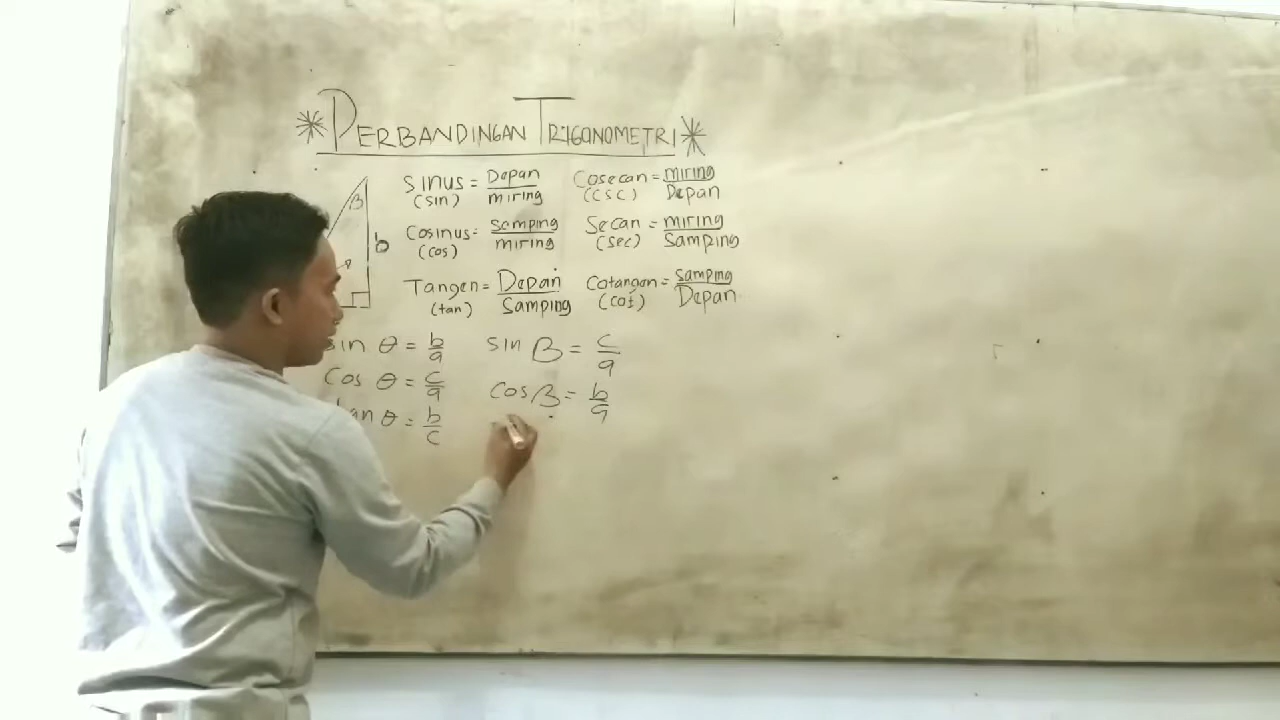 * PERBANDINGAN TRIGONOMETRI *
Sinus = Depan / miring
(sin)
Cosecan = miring / Depan
(csc)
Cosinus = samping / miring
(cos)
Secan = miring / Samping
(sec)
Tangen = Depan / Samping
(tan)
Cotangen = samping / Depan
(cot)
β
b
sin θ = b/a
cos θ = c/a
tan θ = b/c
sin β = c/a
cos β = b/a